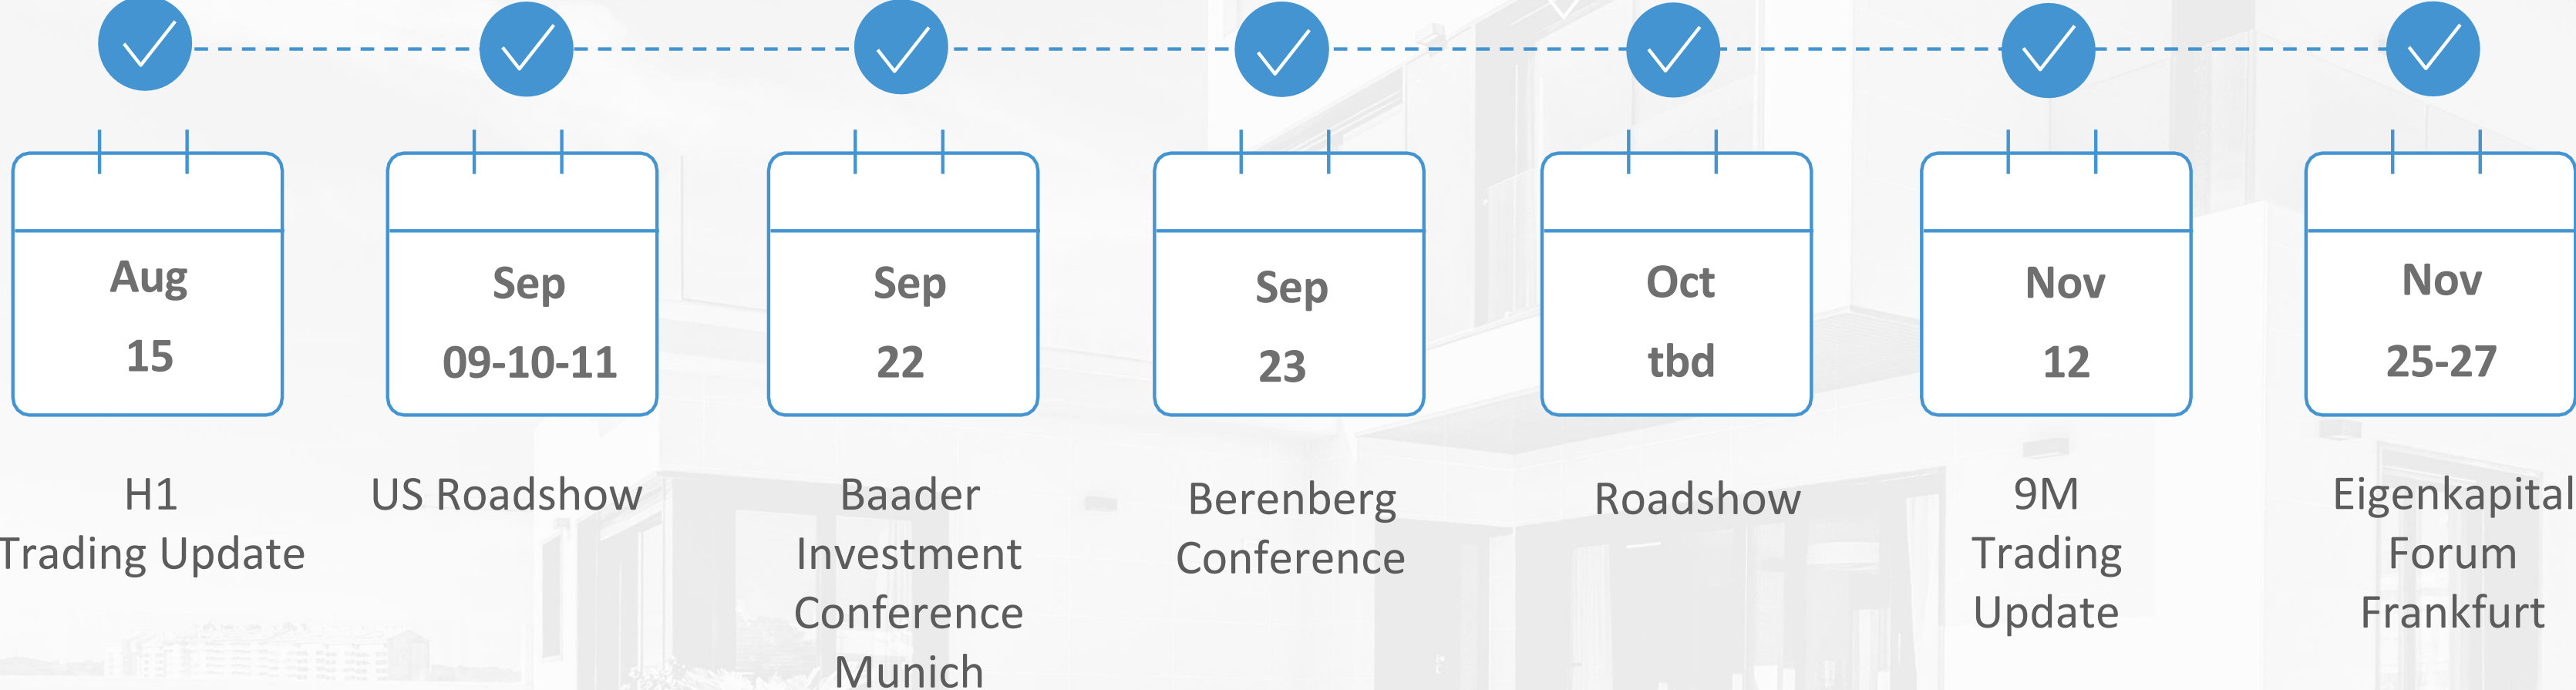 Aug
15
H1
Trading Update
Sep
09-10-11
US Roadshow
Sep
22
Baader
Investment
Conference
Munich
Sep
23
Berenberg
Conference
Oct
tbd
Roadshow
Nov
12
9M
Trading
Update
Nov
25-27
Eigenkapital
Forum
Frankfurt